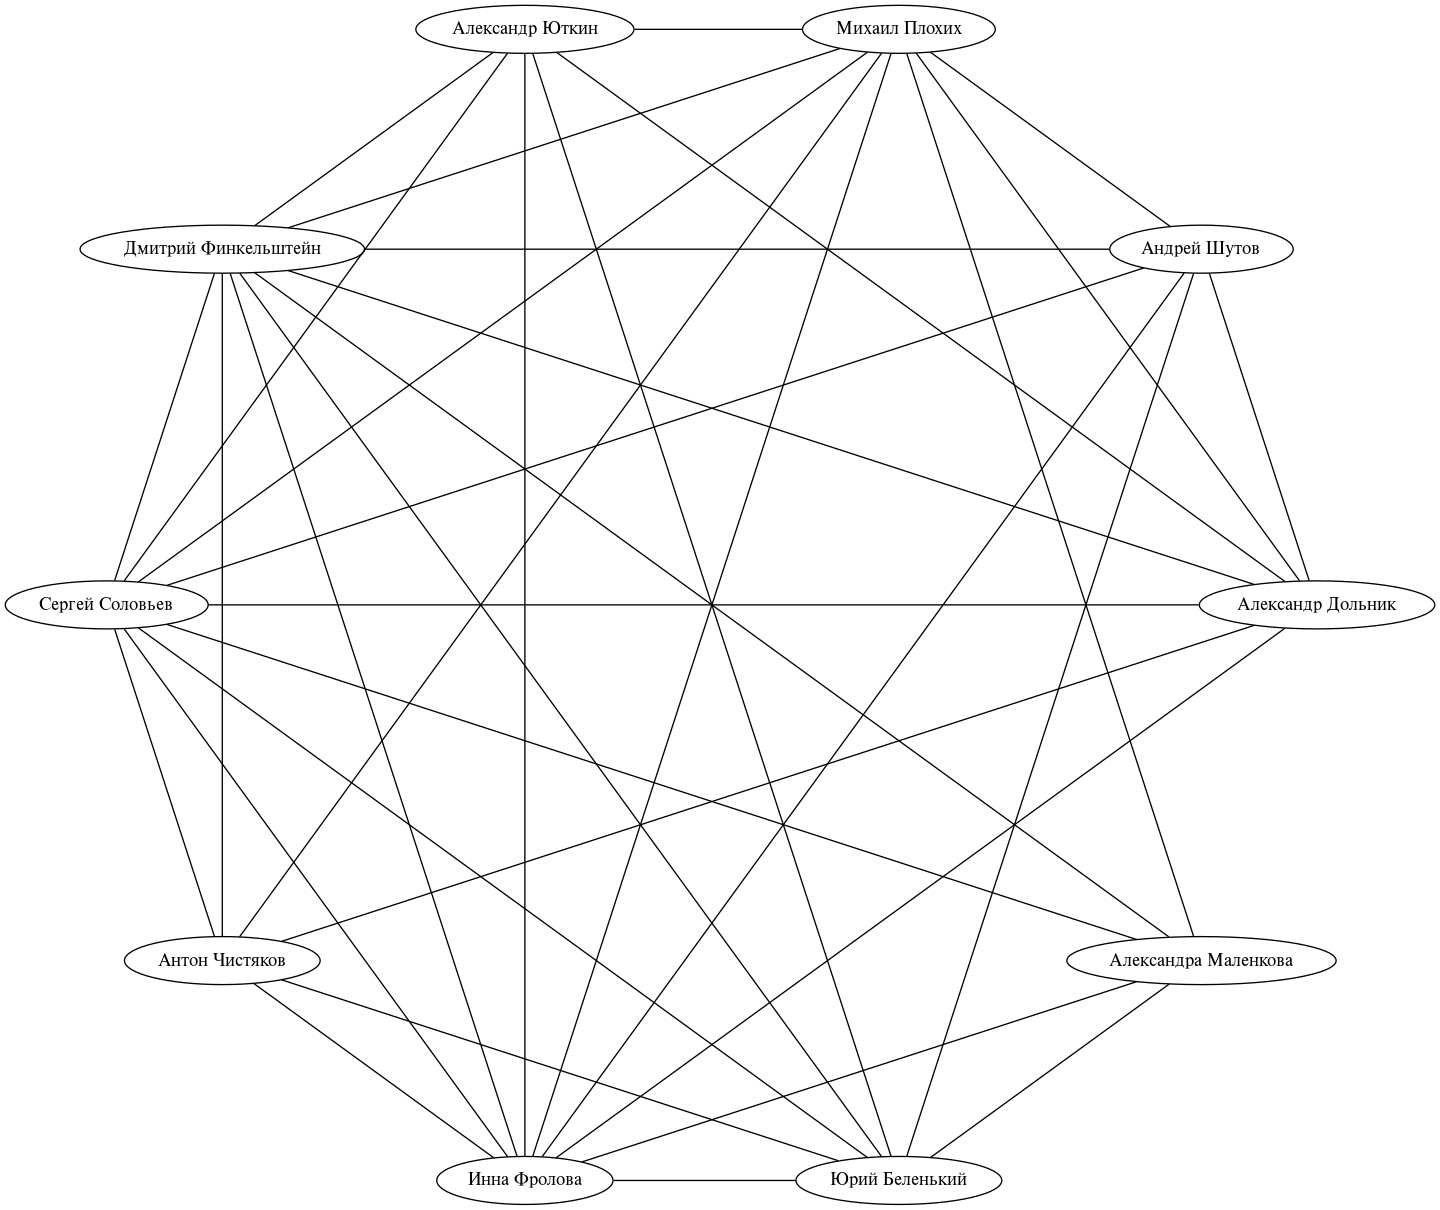 Александр Юткин
Михаил Плохих
Дмитрий Финкельштейн
Андрей Шутов
Сергей Соловьев
Александр Дольник
Антон Чистяков
Александра Маленкова
Инна Фролова
Юрий Беленький